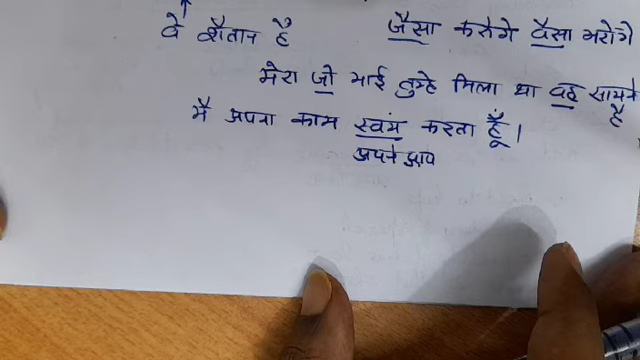 वे शैतान है
जैसा करोगे वैसा भरोगे
मेरा जो भाई तुम्हे मिला था वह सामने है
मै अपना काम स्वयं करता हूँ।
अपने आप